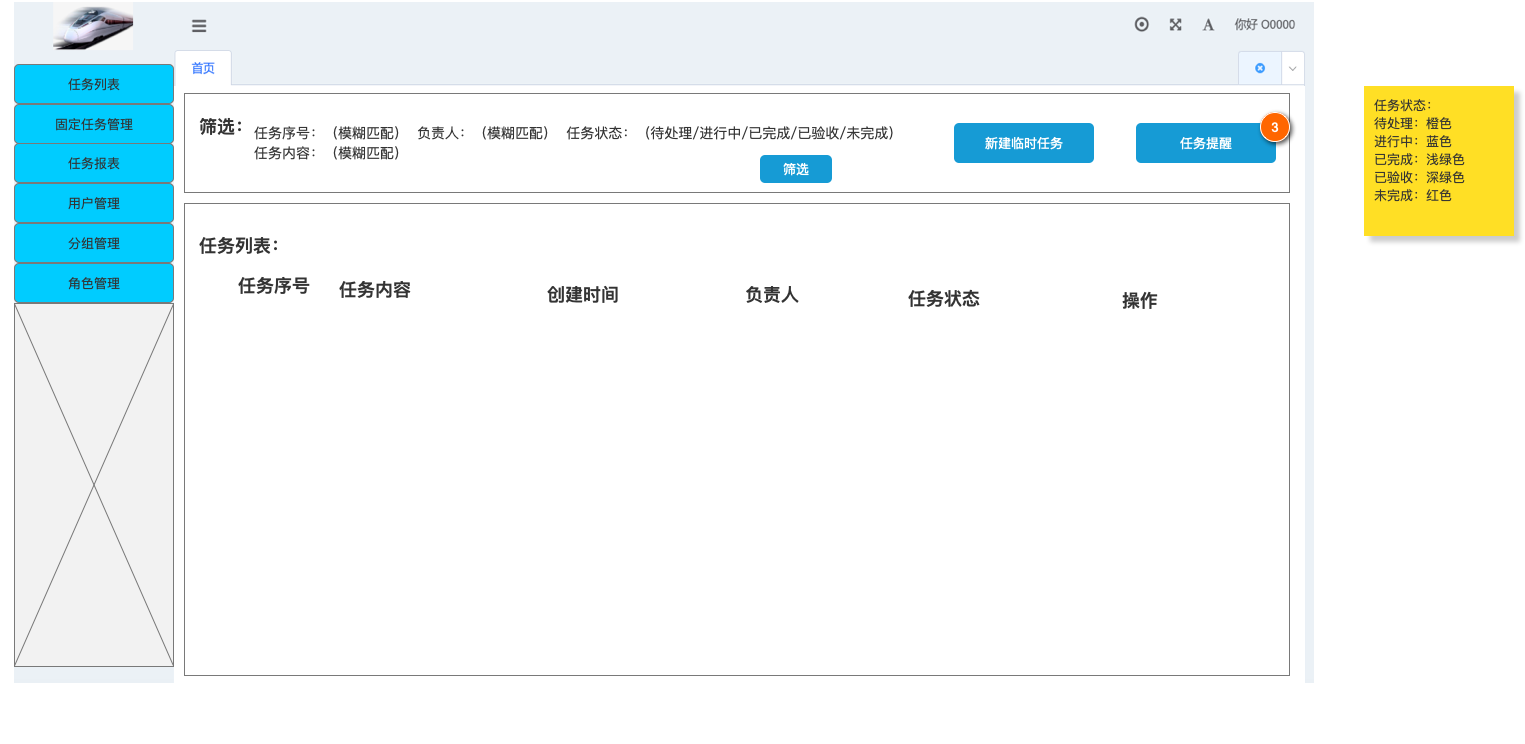 A 你好 O0000
首页
任务列表
固定任务管理
任务报表
用户管理
分组管理
角色管理
筛选：
任务序号： （模糊匹配） 负责人：（模糊匹配） 任务状态：（待处理/进行中/已完成/已验收/未完成）
任务内容： （模糊匹配）
筛选
新建临时任务
任务提醒
3
任务列表：
任务序号 任务内容 创建时间 负责人 任务状态 操作
任务状态：
待处理：橙色
进行中：蓝色
已完成：浅绿色
已验收：深绿色
未完成：红色